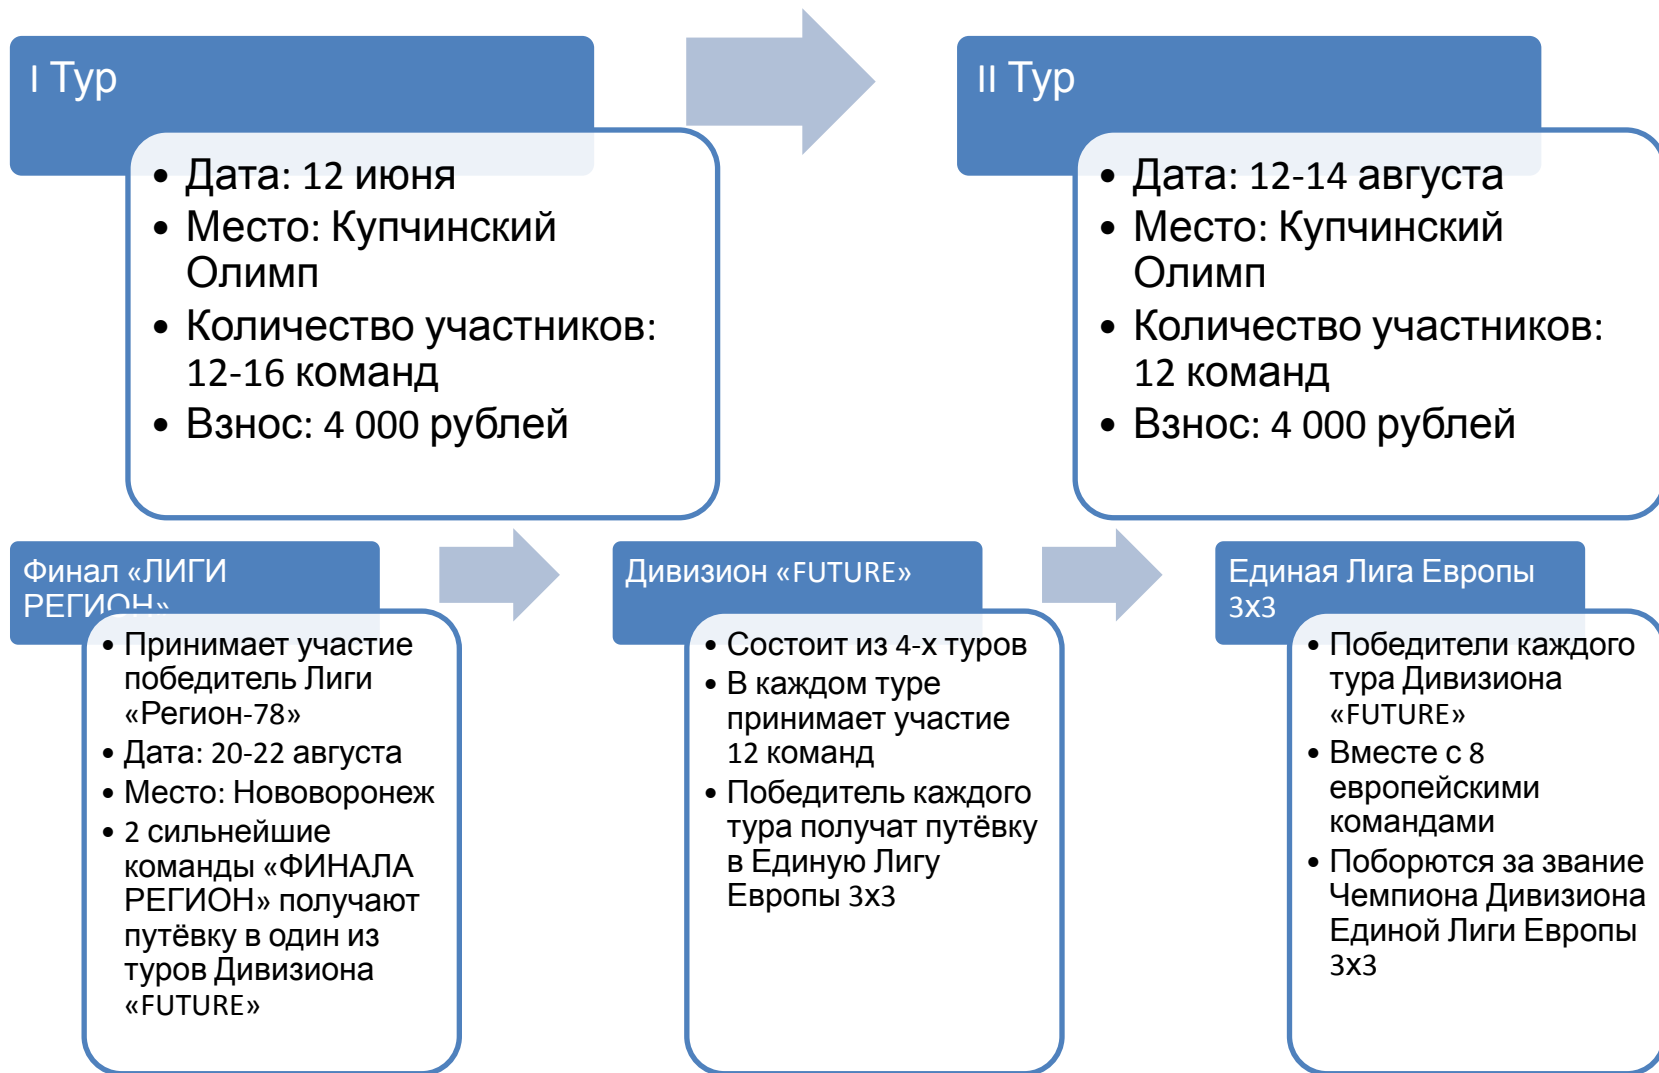 I Тур
• Дата: 12 июня
• Место: Купчинский
Олимп
• Количество участников:
12-16 команд
• Взнос: 4 000 рублей
II Тур
• Дата: 12-14 августа
• Место: Купчинский
Олимп
• Количество участников:
12 команд
• Взнос: 4 000 рублей
Финал «ЛИГИ
РЕГИОН»
• Принимает участие
победитель Лиги
«Регион-78»
• Дата: 20-22 августа
• Место: Нововоронеж
• 2 сильнейшие
команды «ФИНАЛА
РЕГИОН» получают
путёвку в один из
туров Дивизиона
«FUTURE»
Дивизион «FUTURE»
• Состоит из 4-х туров
• В каждом туре
принимает участие
12 команд
• Победитель каждого
тура получат путёвку
в Единую Лигу
Европы 3х3
Единая Лига Европы
3х3
• Победители каждого
тура Дивизиона
«FUTURE»
• Вместе с 8
европейскими
командами
• Поборются за звание
Чемпиона Дивизиона
Единой Лиги Европы
3х3